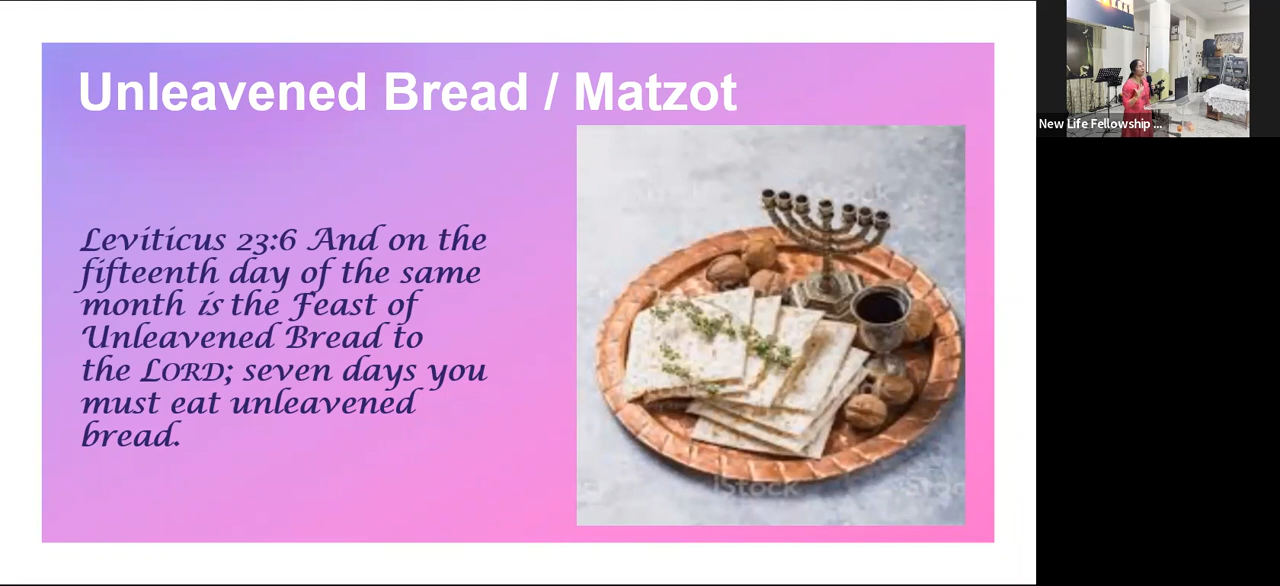 Unleavened Bread / Matzot
Leviticus 23:6 And on the
fifteenth day of the same
month is the Feast of
Unleavened Bread to
the LORD; seven days you
must eat unleavened
bread.
iStock
New Life Fellowship ...